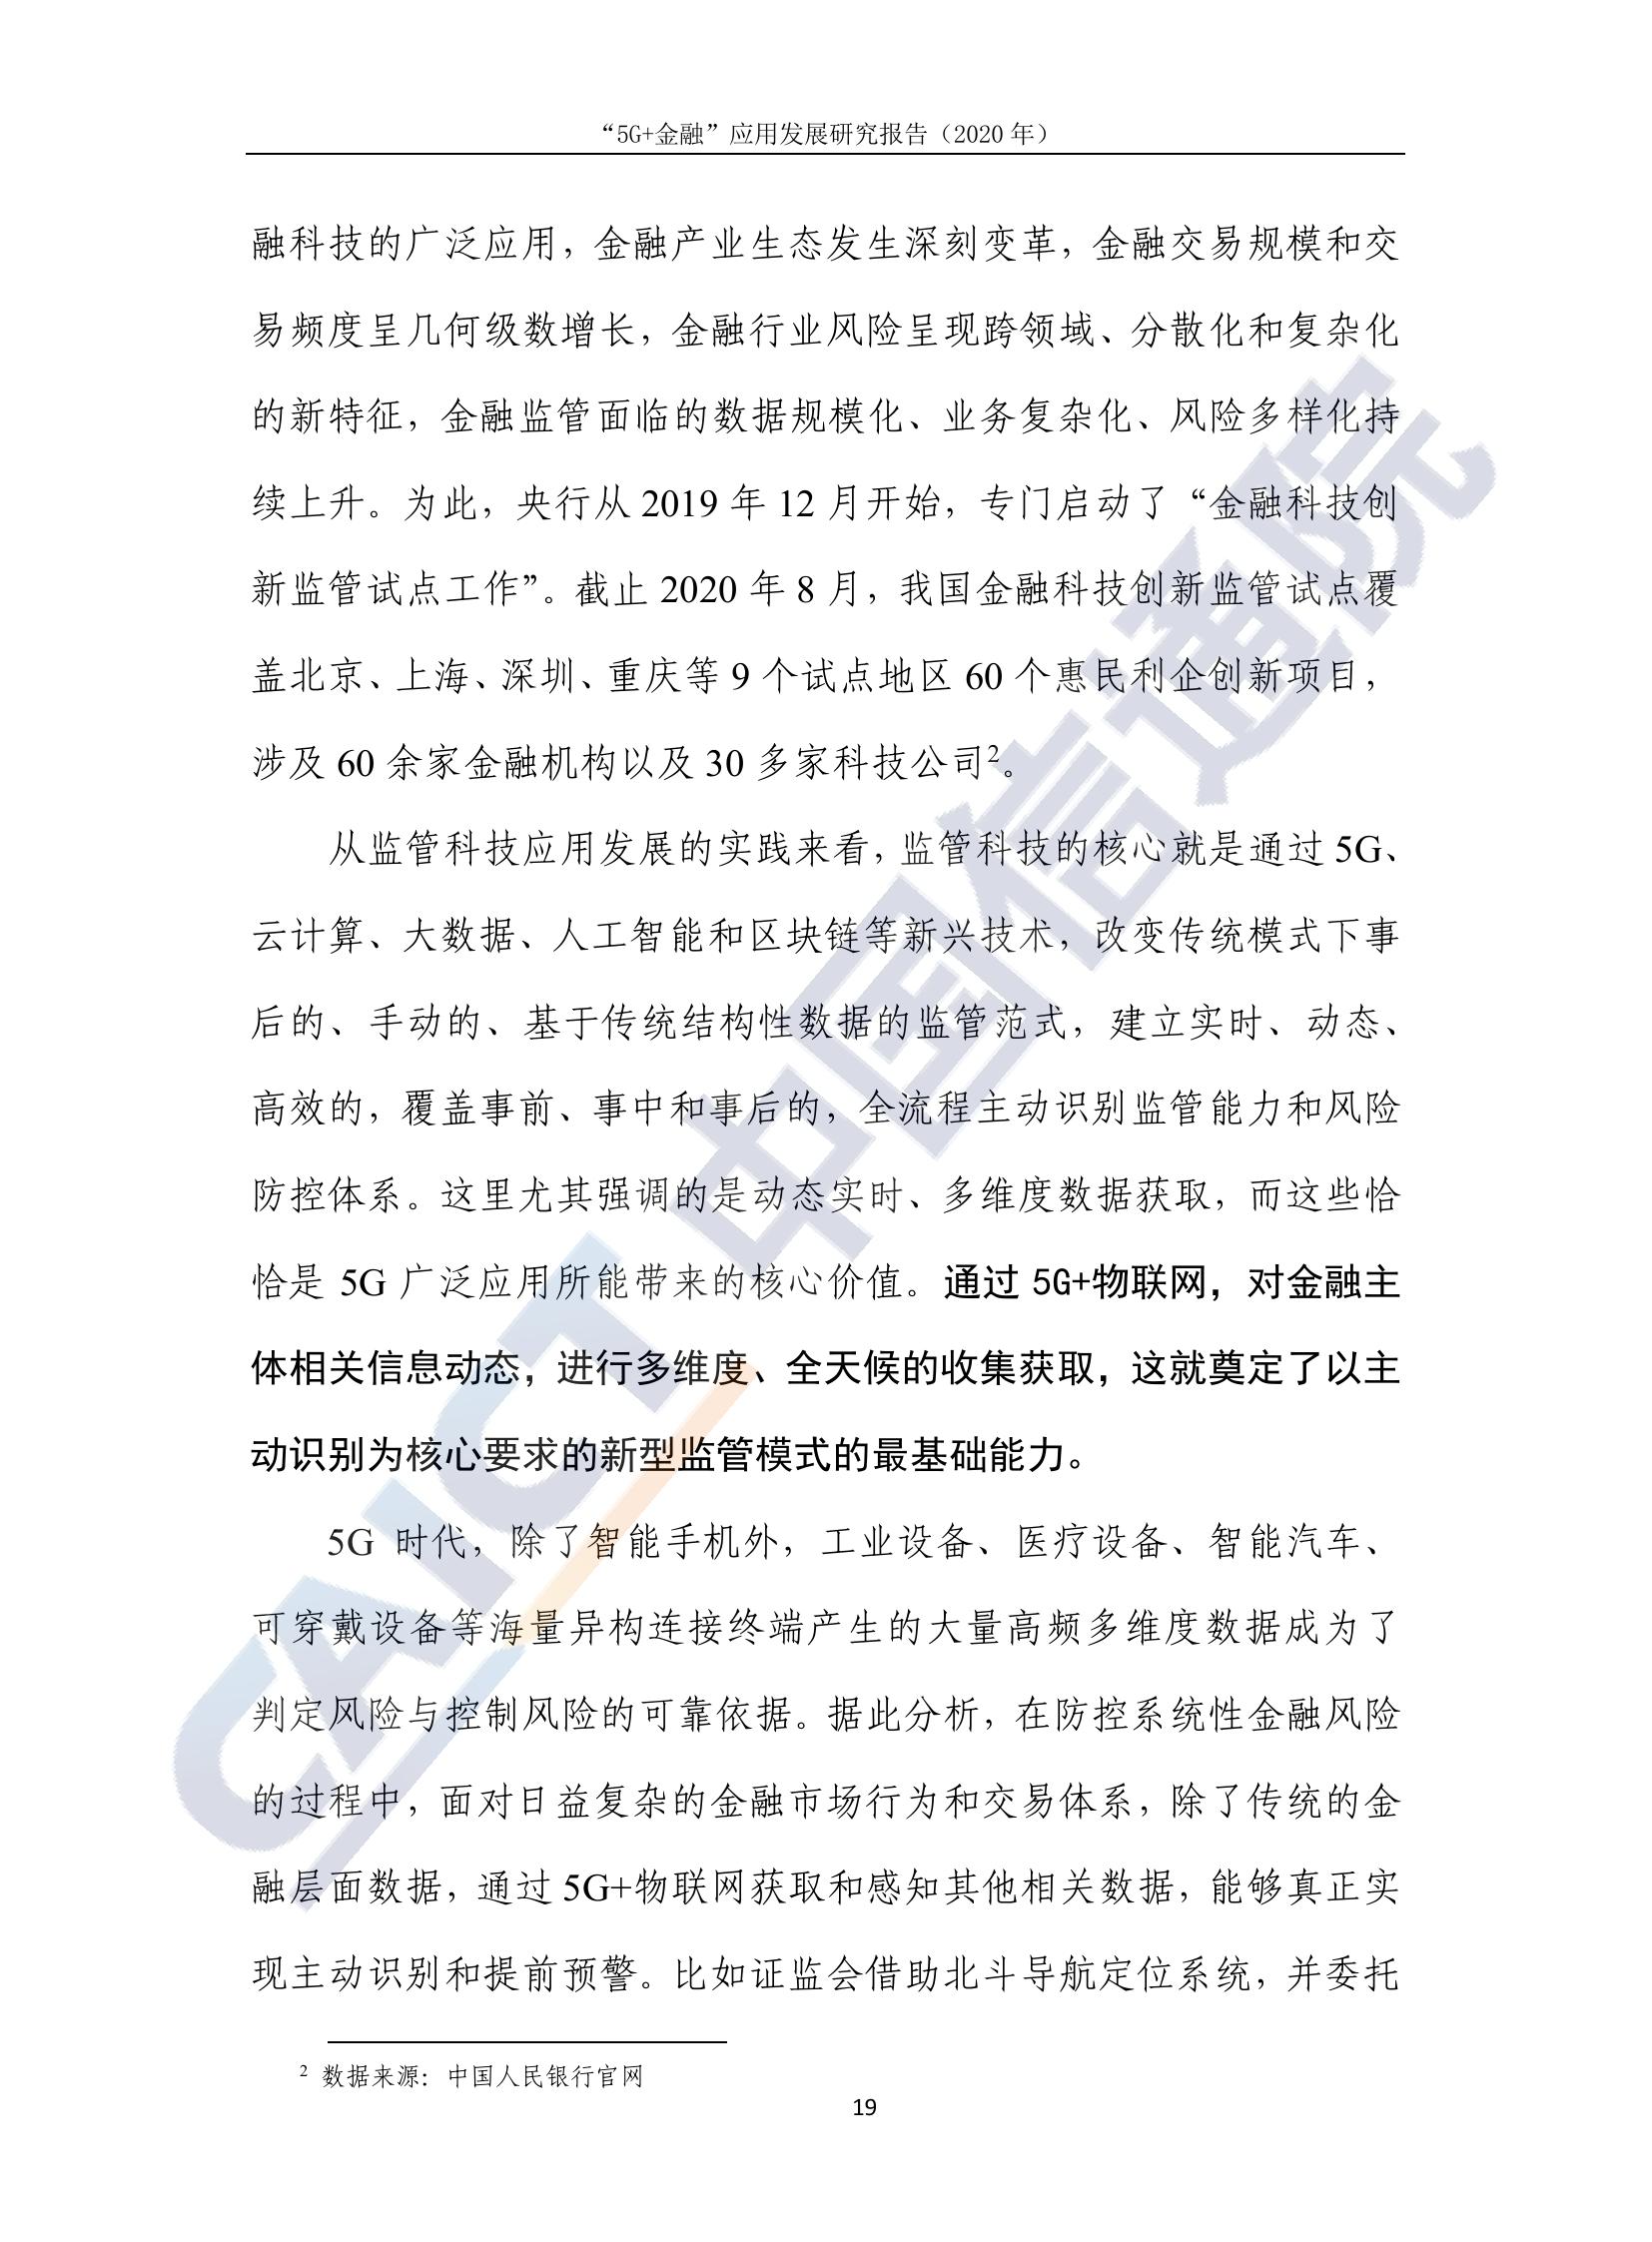 “5G+金融”应用发展研究报告（2020 年）
融科技的广泛应用，金融产业生态发生深刻变革，金融交易规模和交
易频度呈几何级数增长，金融行业风险呈现跨领域、分散化和复杂化
的新特征，金融监管面临的数据规模化、业务复杂化、风险多样化持
续上升。为此，央行从 2019 年 12 月开始，专门启动了“金融科技创
新监管试点工作”。截止 2020 年 8 月，我国金融科技创新监管试点覆
盖北京、上海、深圳、重庆等 9 个试点地区 60 个惠民利企创新项目，
涉及 60 余家金融机构以及 30 多家科技公司2。
从监管科技应用发展的实践来看，监管科技的核心就是通过 5G、
云计算、大数据、人工智能和区块链等新兴技术，改变传统模式下事
后的、手动的、基于传统结构性数据的监管范式，建立实时、动态、
高效的，覆盖事前、事中和事后的，全流程主动识别监管能力和风险
防控体系。这里尤其强调的是动态实时、多维度数据获取，而这些恰
恰是 5G 广泛应用所能带来的核心价值。通过 5G+物联网，对金融主
体相关信息动态，进行多维度、全天候的收集获取，这就奠定了以主
动识别为核心要求的新型监管模式的最基础能力。
5G 时代，除了智能手机外，工业设备、医疗设备、智能汽车、
可穿戴设备等海量异构连接终端产生的大量高频多维度数据成为了
判定风险与控制风险的可靠依据。据此分析，在防控系统性金融风险
的过程中，面对日益复杂的金融市场行为和交易体系，除了传统的金
融层面数据，通过 5G+物联网获取和感知其他相关数据，能够真正实
现主动识别和提前预警。比如证监会借助北斗导航定位系统，并委托
2 数据来源：中国人民银行官网
19
CAICT 中国信通院